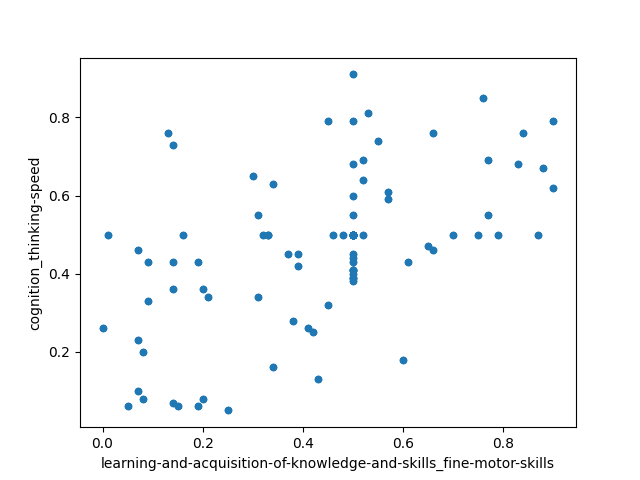 0.8
0.6
0.4
0.2
cognition_thinking-speed
0.0 0.2 0.4 0.6 0.8
learning-and-acquisition-of-knowledge-and-skills_fine-motor-skills